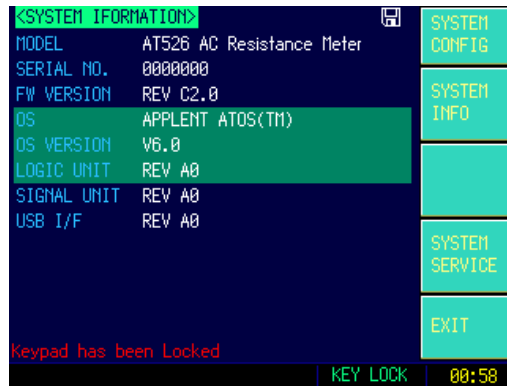 <SYSTEM IFORMATION>
MODEL AT526 AC Resistance Meter
SERIAL NO. 0000000
FW VERSION REV C2.0
OS APPLENT ATOS(TM)
OS VERSION V6.0
LOGIC UNIT REV A0
SIGNAL UNIT REV A0
USB I/F REV A0
Keypad has been Locked
KEY LOCK 00:58
SYSTEM
CONFIG
SYSTEM
INFO
SYSTEM
SERVICE
EXIT